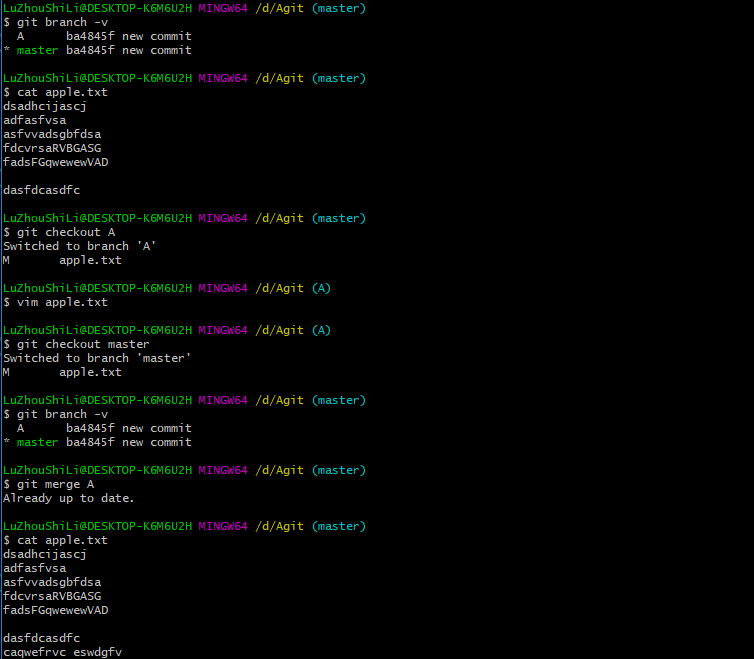 LuZhouShiLi@DESKTOP-K6M6U2H MINGW64 /d/Agit (master)
$ git branch -v
  A      ba4845f new commit
* master ba4845f new commit

LuZhouShiLi@DESKTOP-K6M6U2H MINGW64 /d/Agit (master)
$ cat apple.txt
dsadhcijascj
adfasfvsa
asfvvadsgbfdsa
fdcvrsaRVBGASG
fadsFGqwewewVAD

dasfdcasdfc

LuZhouShiLi@DESKTOP-K6M6U2H MINGW64 /d/Agit (master)
$ git checkout A
Switched to branch 'A'
M       apple.txt

LuZhouShiLi@DESKTOP-K6M6U2H MINGW64 /d/Agit (A)
$ vim apple.txt

LuZhouShiLi@DESKTOP-K6M6U2H MINGW64 /d/Agit (A)
$ git checkout master
Switched to branch 'master'
M       apple.txt

LuZhouShiLi@DESKTOP-K6M6U2H MINGW64 /d/Agit (master)
$ git branch -v
  A      ba4845f new commit
* master ba4845f new commit

LuZhouShiLi@DESKTOP-K6M6U2H MINGW64 /d/Agit (master)
$ git merge A
Already up to date.

LuZhouShiLi@DESKTOP-K6M6U2H MINGW64 /d/Agit (master)
$ cat apple.txt
dsadhcijascj
adfasfvsa
asfvvadsgbfdsa
fdcvrsaRVBGASG
fadsFGqwewewVAD

dasfdcasdfc
caqwefrvc eswdgfv